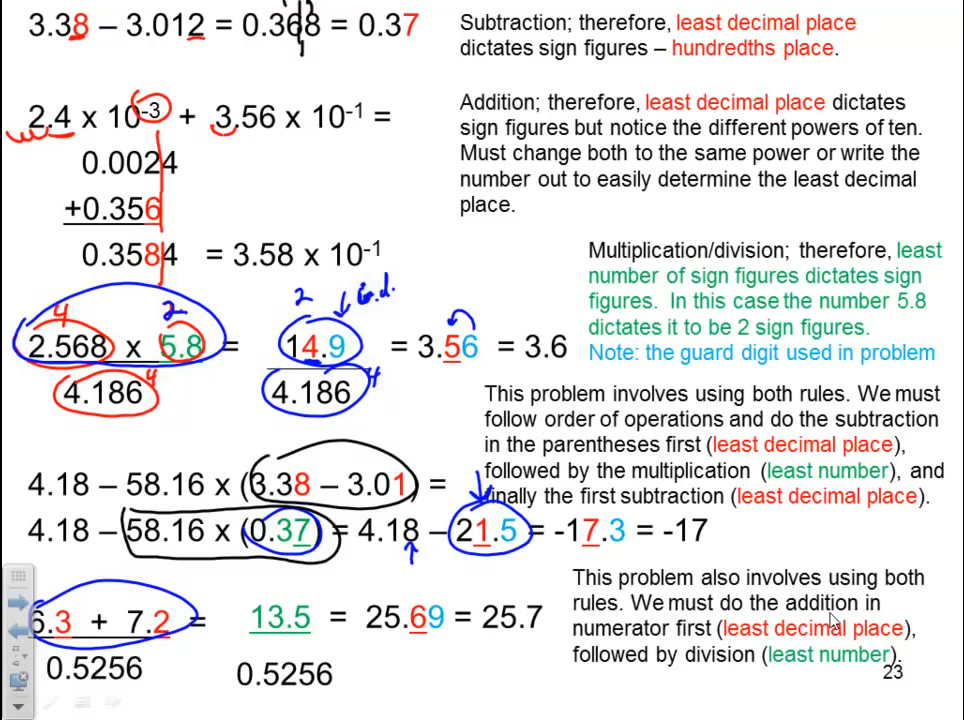 3.38 – 3.012 = 0.368 = 0.37
Subtraction; therefore, least decimal place
dictates sign figures – hundredths place.
2.4 x 10-3 + 3.56 x 10-1 =
0.0024
+0.356
0.3584 = 3.58 x 10-1
Addition; therefore, least decimal place dictates
sign figures but notice the different powers of ten.
Must change both to the same power or write the
number out to easily determine the least decimal
place.
Multiplication/division; therefore, least
number of sign figures dictates sign
figures. In this case the number 5.8
dictates it to be 2 sign figures.
Note: the guard digit used in problem
4 2 2 G.d.
2.568 x 5.8 = 14.9 = 3.56 = 3.6
4.186 4 4.186 4
This problem involves using both rules. We must
follow order of operations and do the subtraction
in the parentheses first (least decimal place),
followed by the multiplication (least number), and
finally the first subtraction (least decimal place).
4.18 – 58.16 x (3.38 – 3.01) =
4.18 – 58.16 x (0.37) = 4.18 – 21.5 = -17.3 = -17
6.3 + 7.2 = 13.5 = 25.69 = 25.7
0.5256 0.5256
This problem also involves using both
rules. We must do the addition in
numerator first (least decimal place),
followed by division (least number).
23